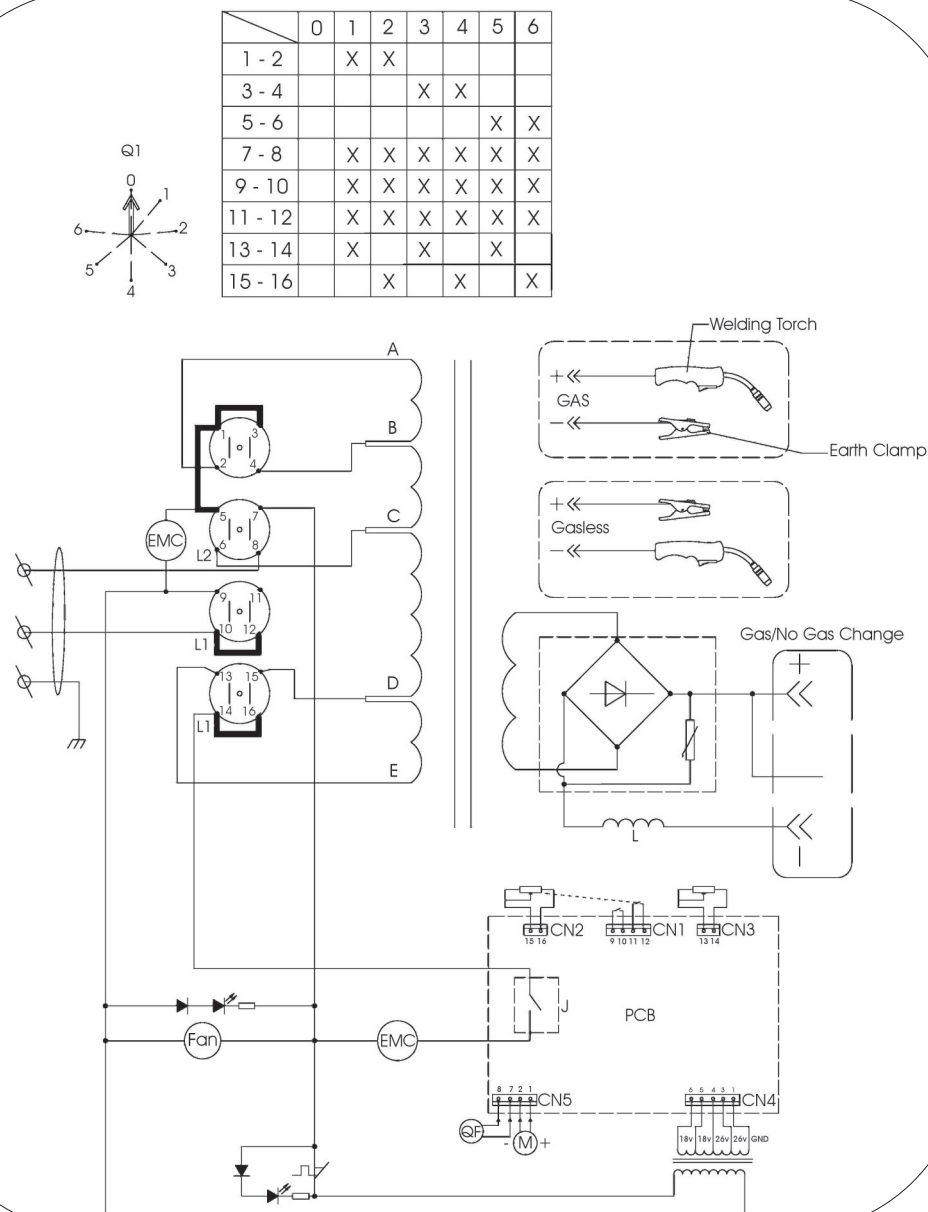 0 1 2 3 4 5 6
1 - 2 X X
3 - 4 X X
5 - 6 X X
7 - 8 X X X X X X
9 - 10 X X X X X X
11 - 12 X X X X X X
13 - 14 X X X
15 - 16 X X X
Q1
0
1
6 2
5 3
4
A
B
C
D
E
1 3
2 4
5 7
6 8
EMC
L2
9 11
10 12
L1
13 15
14 16
L1
Welding Torch
+
GAS
-
Earth Clamp
+
Gasless
-
Gas/No Gas Change
+
-
L
CN2 CN1 CN3
15 16 9 10 11 12 13 14
J
PCB
Fan
EMC
8 7 2 1
CN5
6 5 4 3 1
CN4
QF
- M +
18v 18v 26v 26v GND